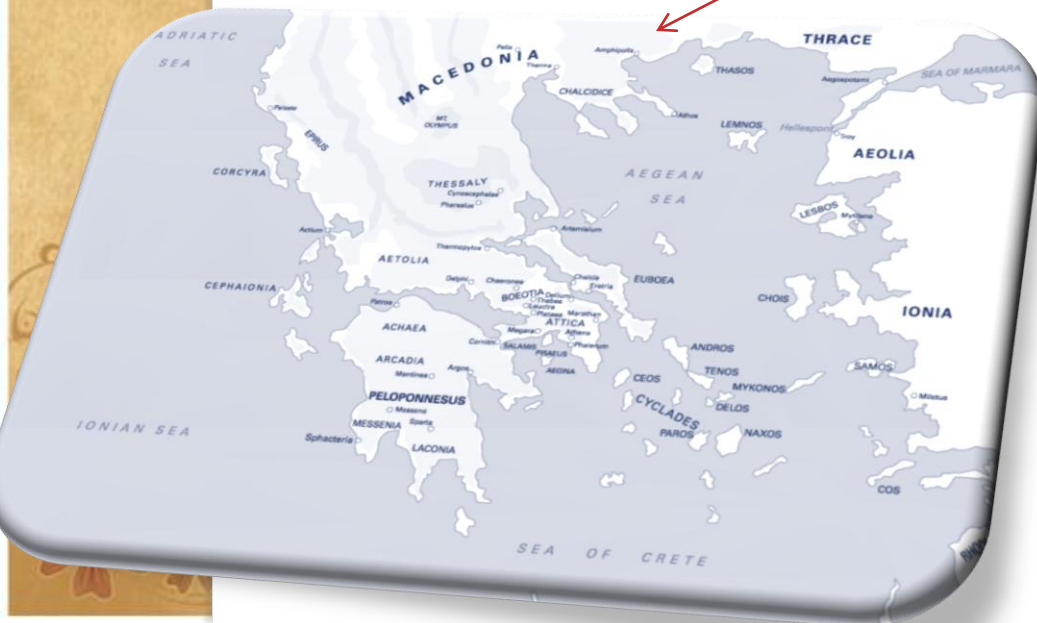 ADRIATIC
SEA
THRACE
Pella
Amphipolis
MACEDONIA
Therma
THASOS
SEA OF MARMARA
Aegospotami
CHALCIDICE
MT.
OLYMPUS
Athos
LEMNOS
Hellespont
Troy
EPIRUS
AEOLIA
CORCYRA
THESSALY
Cynoscephalae
Pharsalus
AEGEAN
SEA
LESBOS
Mytilene
Actium
Artemisium
Thermopylae
AETOLIA
Delphi
Chaeronea
Chalcis
Eretria
EUBOEA
CEPHAIONIA
BOEOTIA
Delium
Thebes
Leuctra
Plataea
Marathon
CHOIS
IONIA
Patras
ATTICA
ACHAEA
Megara
Athens
SALAMIS
PIRAEUS
Phalerum
ANDROS
ARCADIA
Mantinea
Argos
AEGINA
CEOS
TENOS
MYKONOS
SAMOS
Miletus
PELOPONNESUS
Messene
CYCLADES
DELOS
MESSENIA
Sparta
PAROS
NAXOS
IONIAN SEA
Sphacteria
LACONIA
COS
SEA OF CRETE